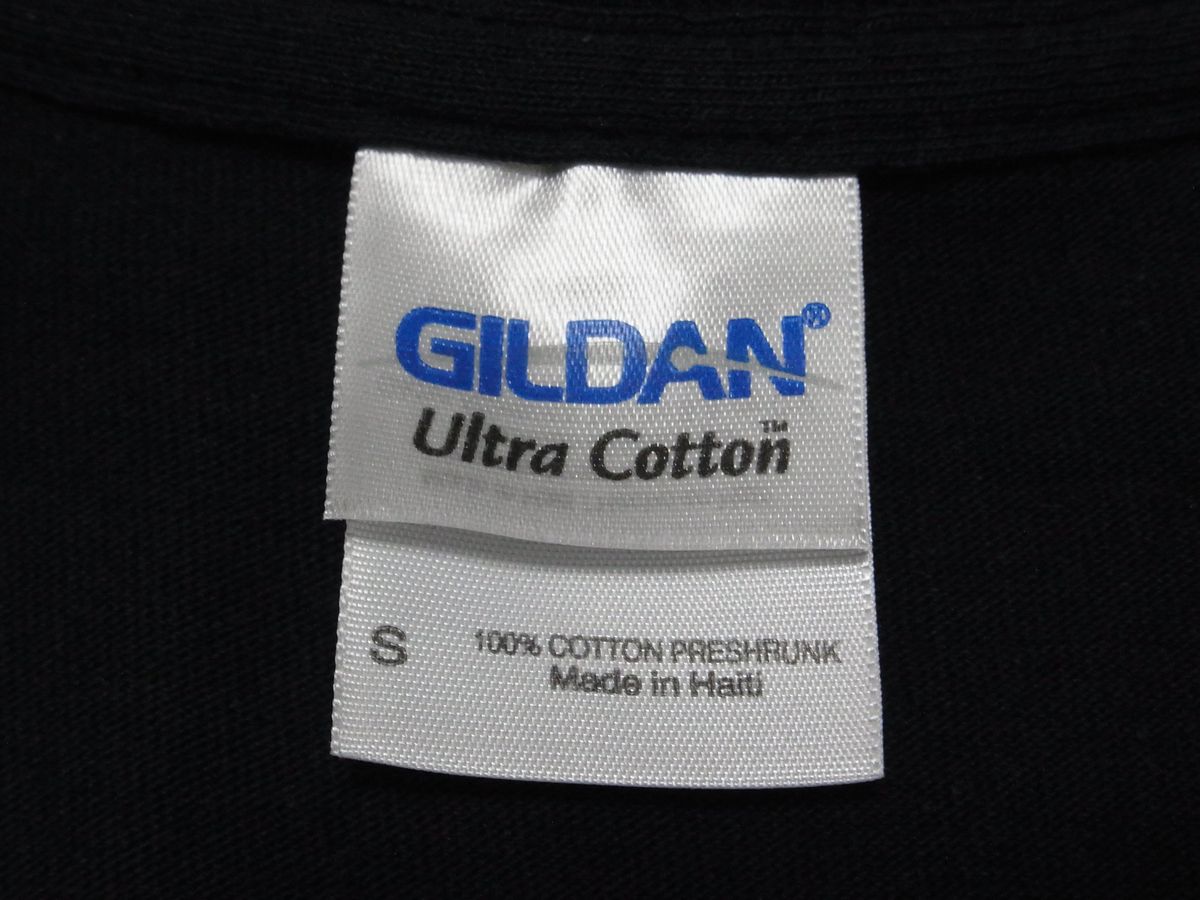 GILDAN®
Ultra Cotton™
S 100% COTTON PRESHRUNK
Made in Haiti